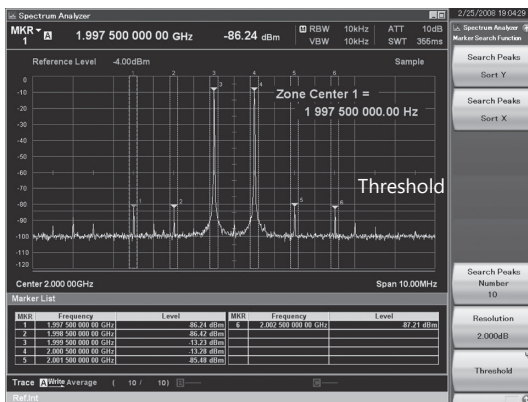 Spectrum Analyzer
2/25/2008 19:04:29
MKR 1 A 1.997 500 000 00 GHz -86.24 dBm
RBW 10kHz ATT 10dB
VBW 10kHz SWT 355ms
Spectrum Analyzer
Marker Search Function
Reference Level -4.00dBm Sample
1 2 3 4 5 6
Zone Center 1 =
1 997 500 000.00 Hz
Threshold
0
-10
-20
-30
-40
-50
-60
-70
-80
-90
-100
-110
-120
3 4
1 2 5 6
Center 2.000 00GHz Span 10.00MHz
Marker List
MKR Frequency Level MKR Frequency Level
1 1.997 500 000 00 GHz -86.24 dBm 6 2.002 500 000 00 GHz -87.21 dBm
2 1.998 500 000 00 GHz -86.42 dBm
3 1.999 500 000 00 GHz -13.23 dBm
4 2.000 500 000 00 GHz -13.28 dBm
5 2.001 500 000 00 GHz -85.48 dBm
Trace A Write Average ( 10 / 10)
Ref.Int
Search Peaks
Sort Y
Search Peaks
Sort X
Search Peaks
Number
10
Resolution
2.000dB
Threshold